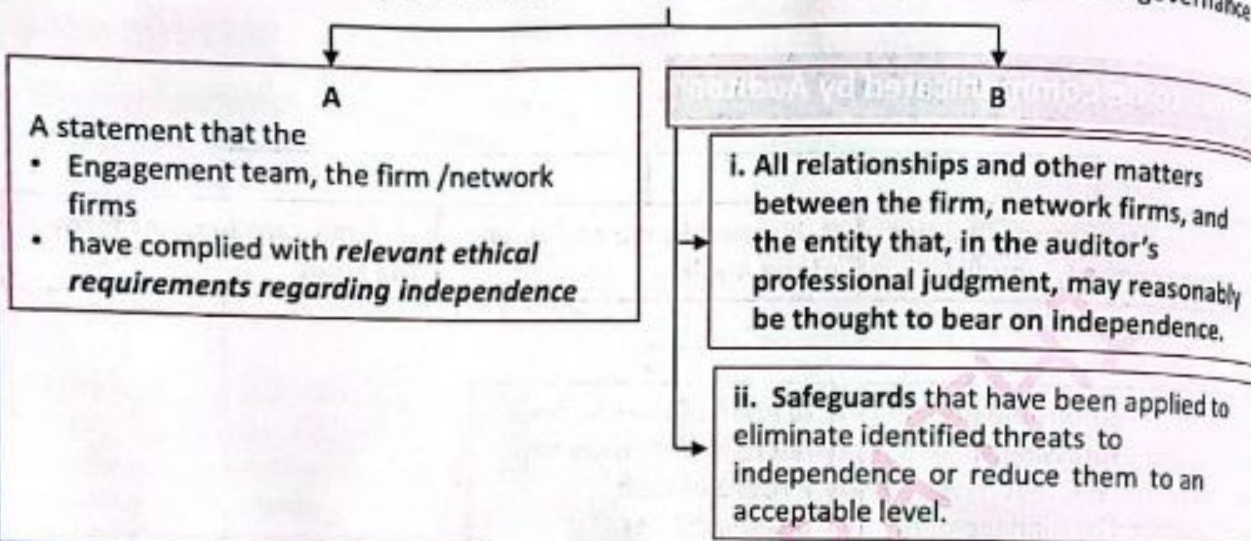 governance
A
A statement that the
• Engagement team, the firm /network
firms
• have complied with relevant ethical
requirements regarding independence
B
i. All relationships and other matters
between the firm, network firms, and
the entity that, in the auditor's
professional judgment, may reasonably
be thought to bear on independence.
ii. Safeguards that have been applied to
eliminate identified threats to
independence or reduce them to an
acceptable level.